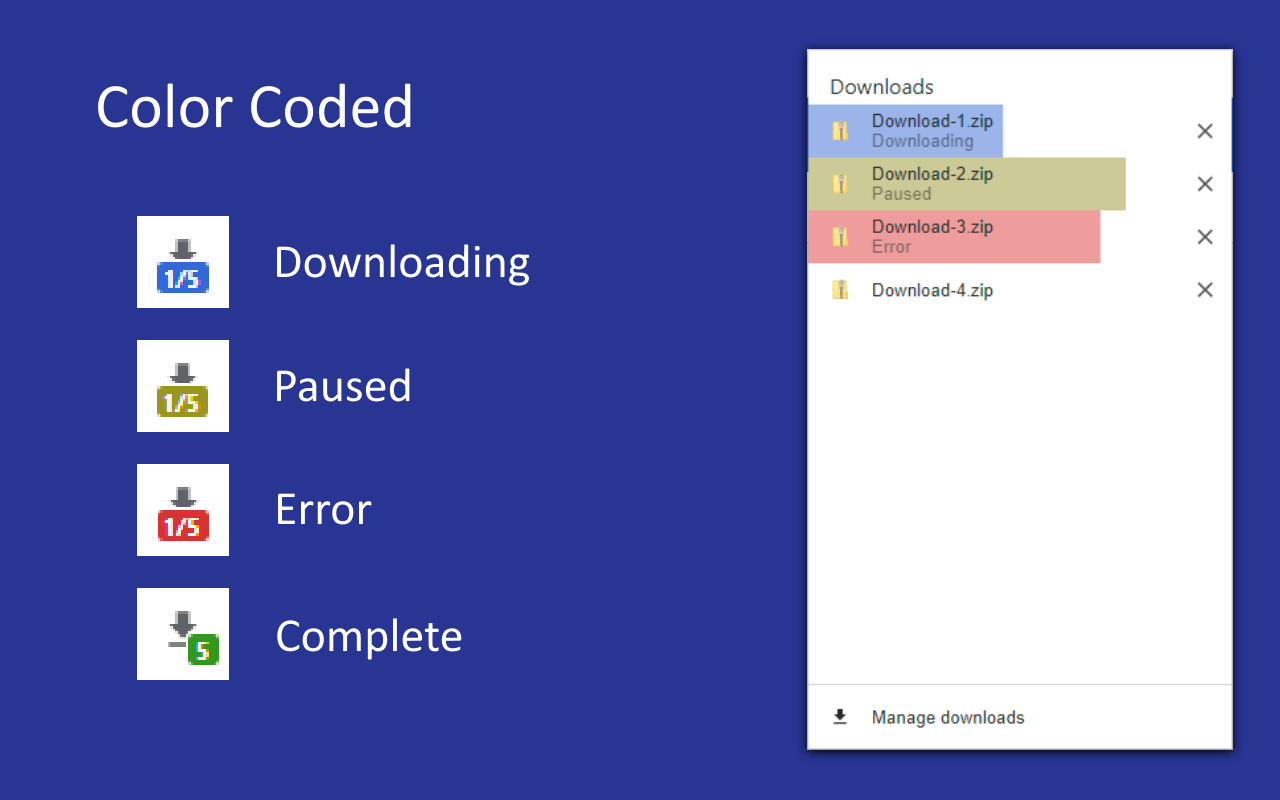 Color Coded
1/5
Downloading
1/5
Paused
1/5
Error
5
Complete
Downloads
Download-1.zip
Downloading
Download-2.zip
Paused
Download-3.zip
Error
Download-4.zip
Manage downloads